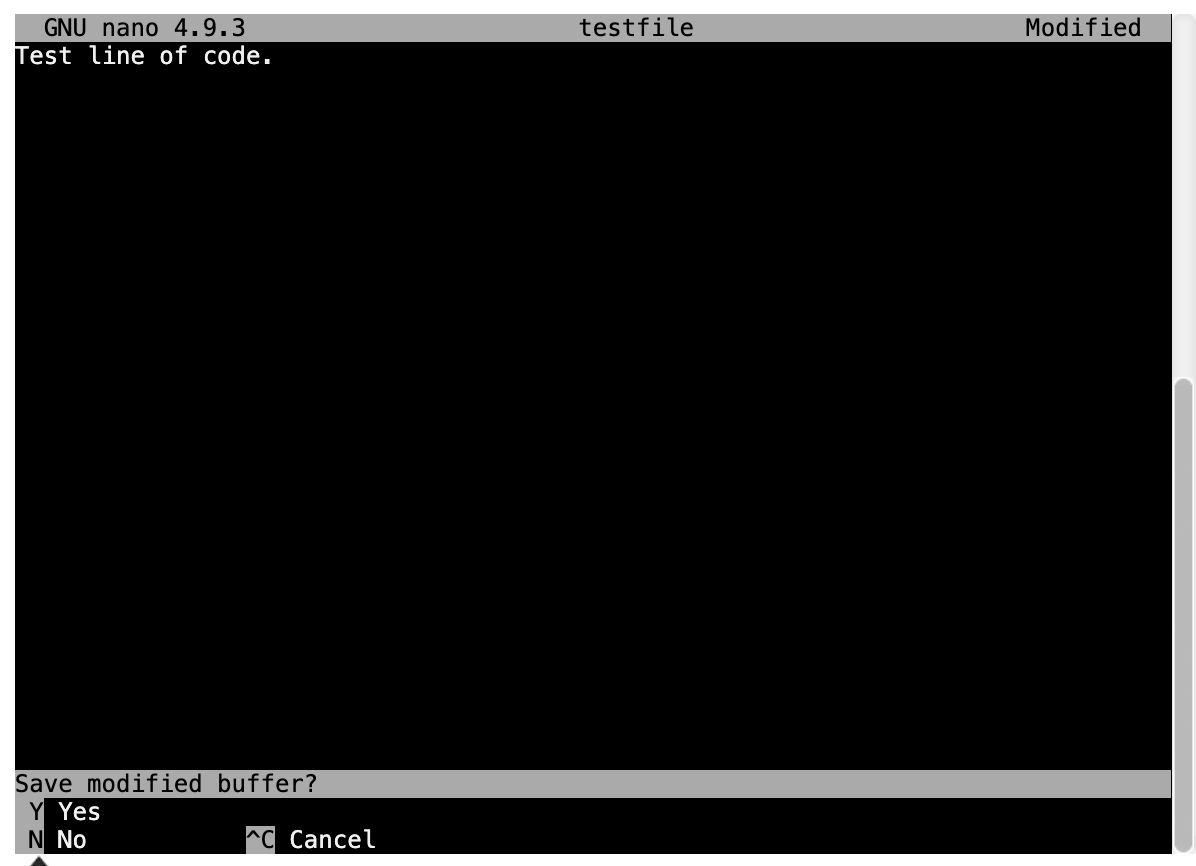 GNU nano 4.9.3 testfile Modified
Test line of code.
Save modified buffer?
Y Yes
N No ^C Cancel